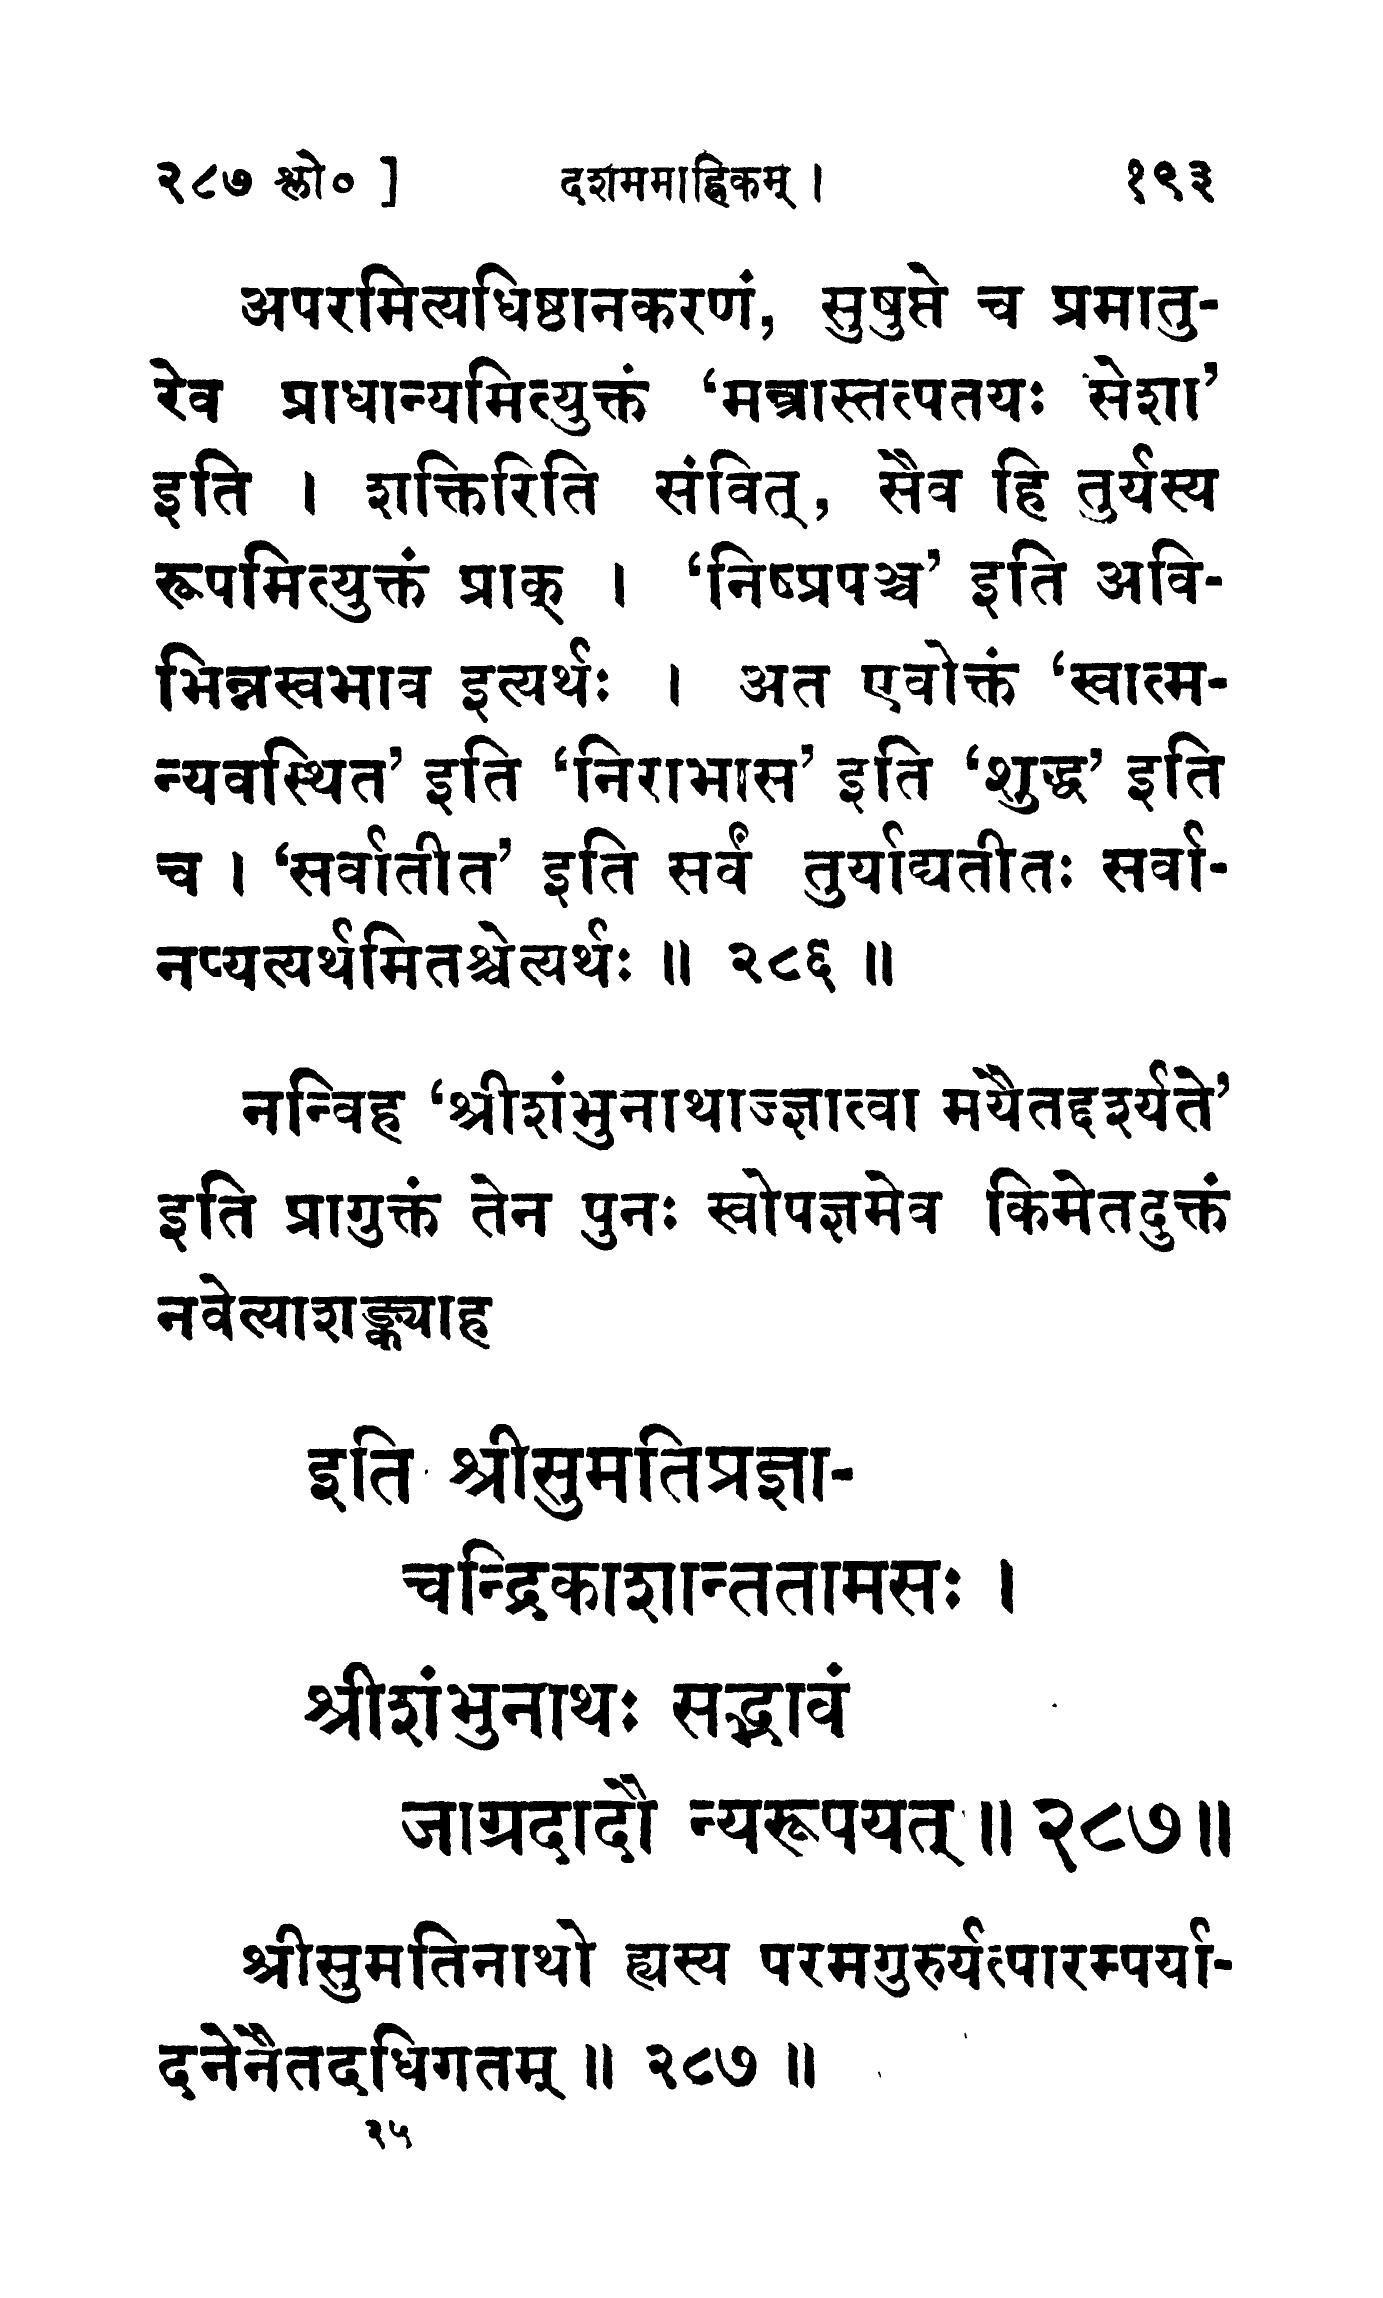 २८७ श्लो० ] दशममाह्निकम् । १९३
अपरमित्यधिष्ठानकरणं, सुषुप्ते च प्रमातु-
रेव प्राधान्यमित्युक्तं ‘मन्त्रास्तत्पतयः सेशा’
इति । शक्तिरिति संवित्, सैव हि तुर्यस्य
रूपमित्युक्तं प्राक् । ‘निष्प्रपञ्च’ इति अवि-
भिन्नस्वभाव इत्यर्थः । अत एवोक्तं ‘स्वात्म-
न्यवस्थित’ इति ‘निराभास’ इति ‘शुद्ध’ इति
च । ‘सर्वातीत’ इति सर्वं तुर्याद्यतीतः सर्वा-
नप्यत्यर्थमितश्चेत्यर्थः ॥ २८६ ॥
नन्विह ‘श्रीशंभुनाथाज्ज्ञात्वा मयैतद्दर्श्यते’
इति प्रागुक्तं तेन पुनः स्वोपज्ञमेव किमेतदुक्तं
नवेत्याशङ्क्याह
इति श्रीसुमतिप्रज्ञा-
चन्द्रिकाशान्ततामसः ।
श्रीशंभुनाथः सद्भावं
जाग्रदादौ न्यरूपयत् ॥ २८७ ॥
श्रीसुमतिनाथो ह्यस्य परमगुरुर्यत्पारम्पर्या-
दनेनैतदधिगतम् ॥ २८७ ॥
२५